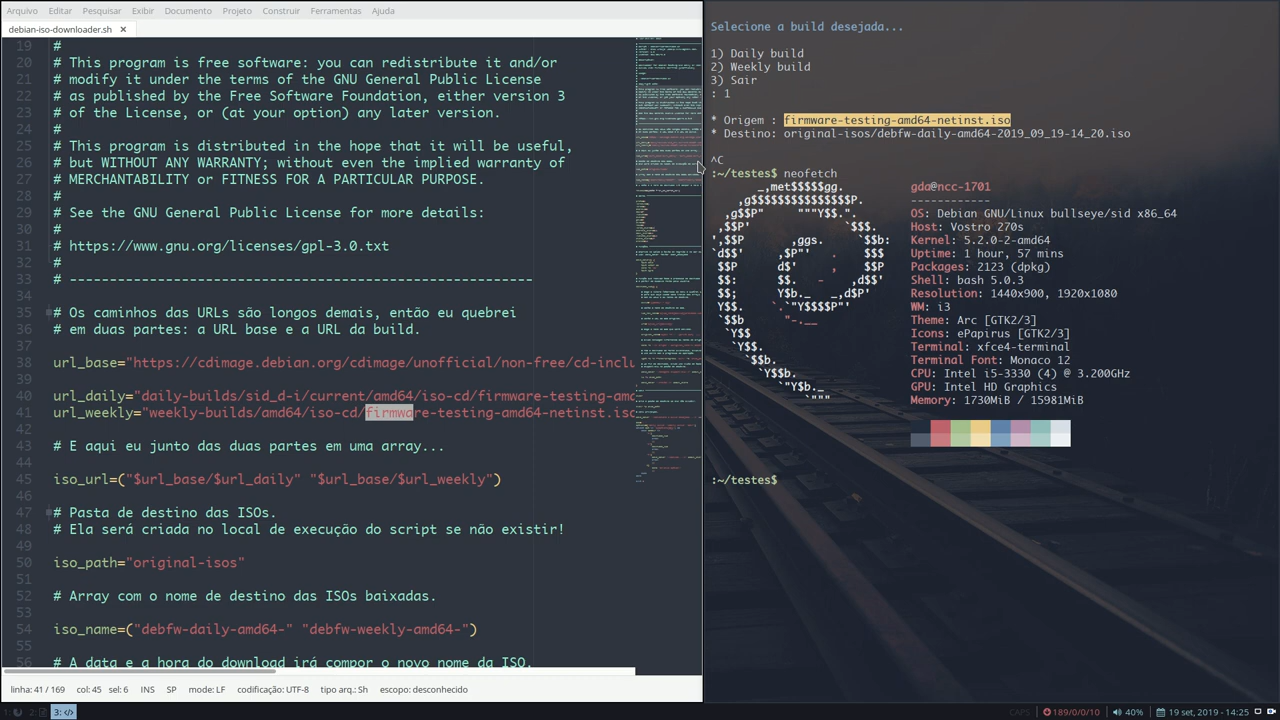 Arquivo Editar Pesquisar Exibir Documento Projeto Construir Ferramentas Ajuda
debian-iso-downloader.sh ×
19 #
20 # This program is free software: you can redistribute it and/or
21 # modify it under the terms of the GNU General Public License
22 # as published by the Free Software Foundation, either version 3
23 # of the License, or (at your option) any later version.
24 #
25 # This program is distributed in the hope that it will be useful,
26 # but WITHOUT ANY WARRANTY; without even the implied warranty of
27 # MERCHANTABILITY or FITNESS FOR A PARTICULAR PURPOSE.
28 #
29 # See the GNU General Public License for more details:
30 #
31 # https://www.gnu.org/licenses/gpl-3.0.txt
32 #
33 # ---------------------------------------------------------
34
35 # Os caminhos das URLs são longos demais, então eu quebrei
36 # em duas partes: a URL base e a URL da build.
37
38 url_base="https://cdimage.debian.org/cdimage/unofficial/non-free/cd-inclu
39
40 url_daily="daily-builds/sid_d-i/current/amd64/iso-cd/firmware-testing-amd
41 url_weekly="weekly-builds/amd64/iso-cd/firmware-testing-amd64-netinst.iso
42
43 # E aqui eu junto as duas partes em uma array...
44
45 iso_url=("$url_base/$url_daily" "$url_base/$url_weekly")
46
47 # Pasta de destino das ISOs.
48 # Ela será criada no local de execução do script se não existir!
49
50 iso_path="original-isos"
51
52 # Array com o nome de destino das ISOs baixadas.
53
54 iso_name=("debfw-daily-amd64-" "debfw-weekly-amd64-")
55
56 # A data e a hora do download irá compor o novo nome da ISO.
linha: 41 / 169 col: 45 sel: 6 INS SP mode: LF codificação: UTF-8 tipo arq.: Sh escopo: desconhecido
Selecione a build desejada...
1) Daily build
2) Weekly build
3) Sair
: 1
* Origem : firmware-testing-amd64-netinst.iso
* Destino: original-isos/debfw-daily-amd64-2019_09_19-14_20.iso
^C
:~/testes$ neofetch
gda@ncc-1701
------------
OS: Debian GNU/Linux bullseye/sid x86_64
Host: Vostro 270s
Kernel: 5.2.0-2-amd64
Uptime: 1 hour, 57 mins
Packages: 2123 (dpkg)
Shell: bash 5.0.3
Resolution: 1440x900, 1920x1080
WM: i3
Theme: Arc [GTK2/3]
Icons: ePapirus [GTK2/3]
Terminal: xfce4-terminal
Terminal Font: Monaco 12
CPU: Intel i5-3330 (4) @ 3.200GHz
GPU: Intel HD Graphics
Memory: 1730MiB / 15981MiB
:~/testes$
1: 2: 3: </> CAPS 189/0/0/10 40% 19 set, 2019 - 14:25